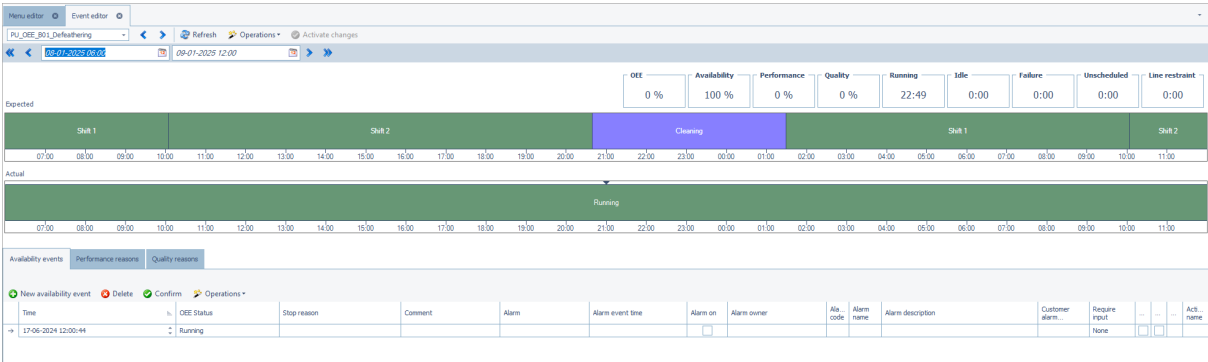 Menu editor Event editor
PU_OEE_B01_Defeathering Refresh Operations Activate changes
08-01-2025 06:00 09-01-2025 12:00
OEE Availability Performance Quality Running Idle Failure Unscheduled Line restraint
0 % 100 % 0 % 0 % 22:49 0:00 0:00 0:00 0:00
Expected
Shift 1 Shift 2 Cleaning Shift 1 Shift 2
07:00 08:00 09:00 10:00 11:00 12:00 13:00 14:00 15:00 16:00 17:00 18:00 19:00 20:00 21:00 22:00 23:00 00:00 01:00 02:00 03:00 04:00 05:00 06:00 07:00 08:00 09:00 10:00 11:00
Actual
Running
07:00 08:00 09:00 10:00 11:00 12:00 13:00 14:00 15:00 16:00 17:00 18:00 19:00 20:00 21:00 22:00 23:00 00:00 01:00 02:00 03:00 04:00 05:00 06:00 07:00 08:00 09:00 10:00 11:00
Availability events Performance reasons Quality reasons
New availability event Delete Confirm Operations
Time OEE Status Stop reason Comment Alarm Alarm event time Alarm on Alarm owner Ala... code Alarm name Alarm description Customer alarm... Require input ... ... ... Acti... name
17-06-2024 12:00:44 Running None